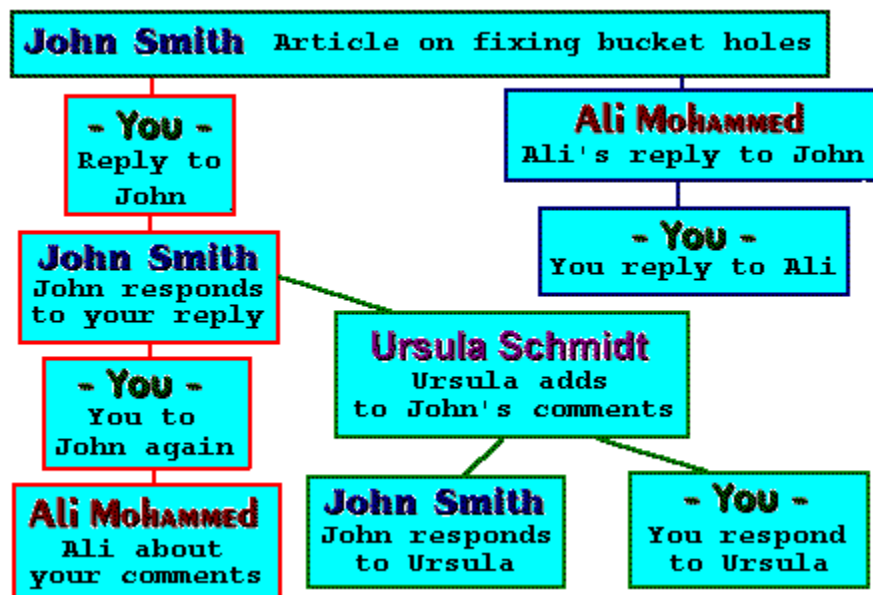 John Smith Article on fixing bucket holes
- You -
Reply to
John
Ali Mohammed
Ali's reply to John
- You -
You reply to Ali
John Smith
John responds
to your reply
Ursula Schmidt
Ursula adds
to John's comments
- You -
You to
John again
Ali Mohammed
Ali about
your comments
John Smith
John responds
to Ursula
- You -
You respond
to Ursula